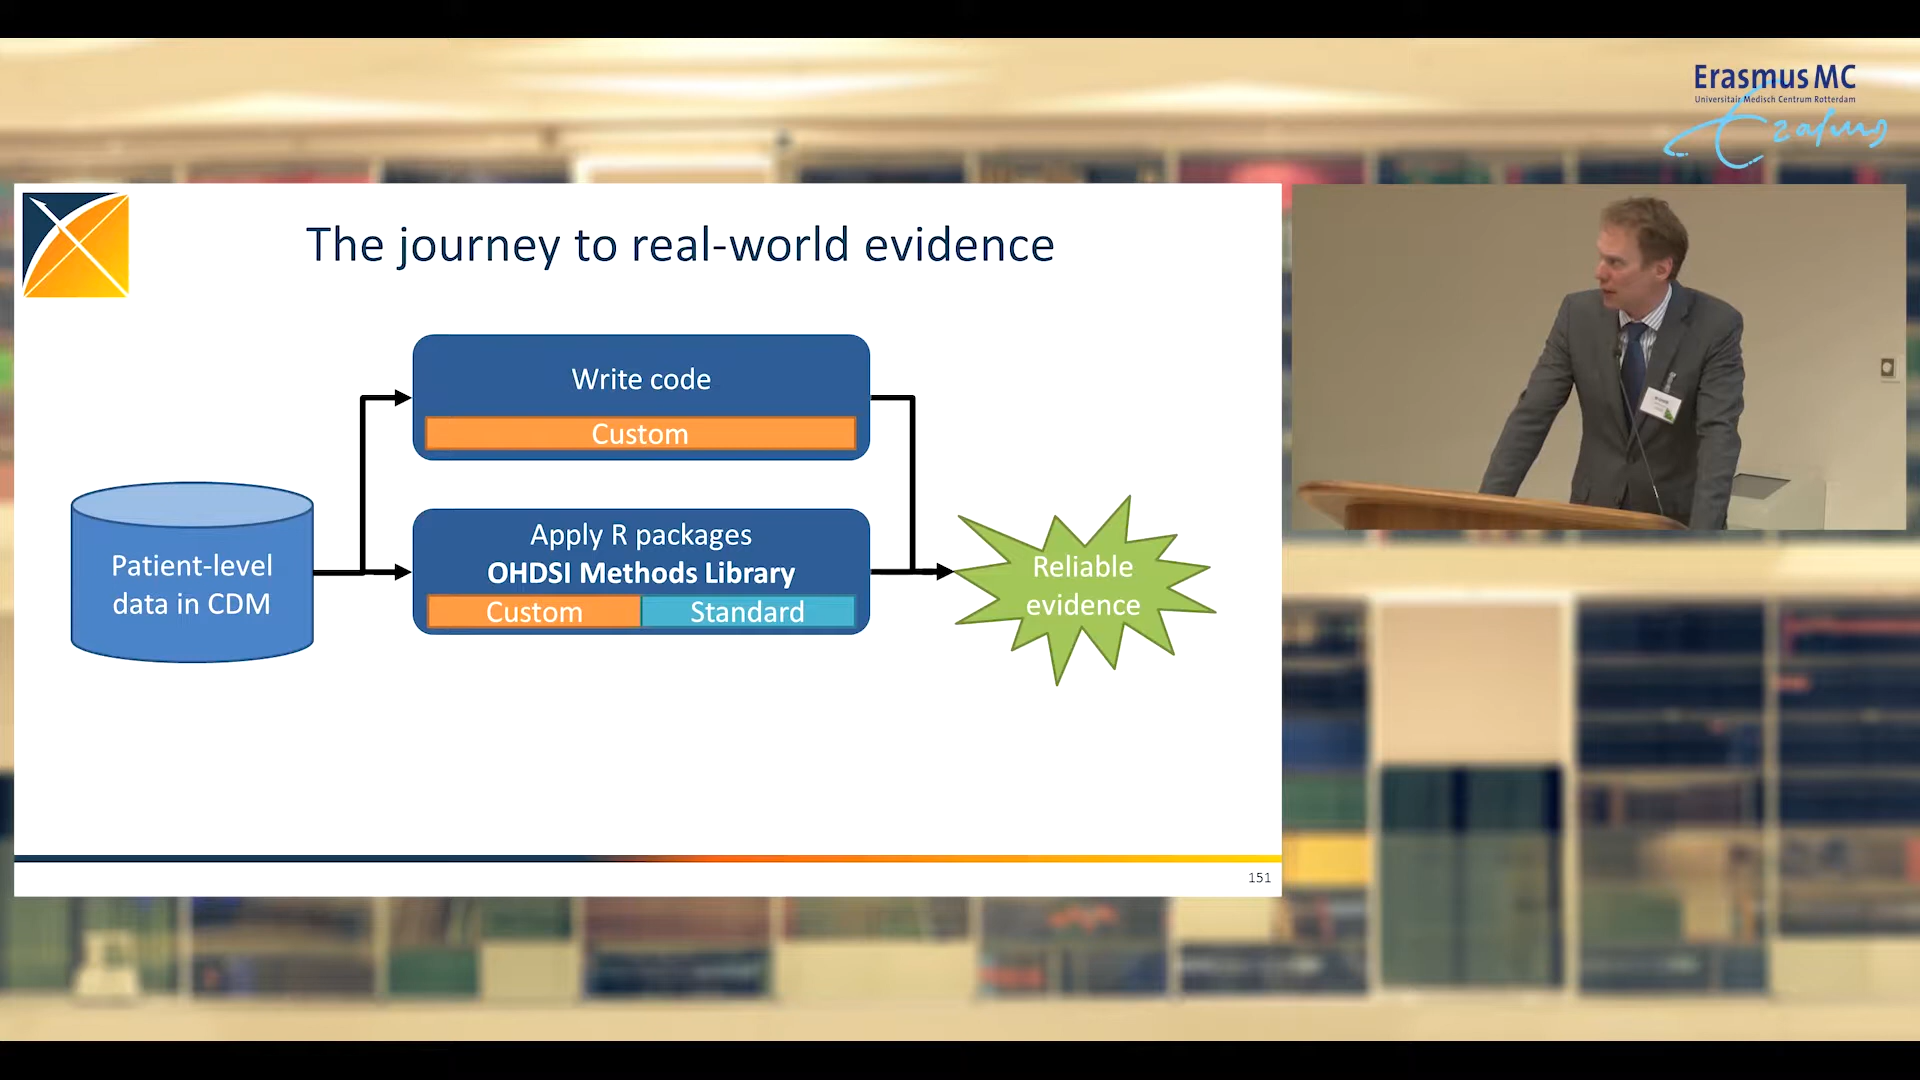 Erasmus MC
Universitair Medisch Centrum Rotterdam
Erasmus
The journey to real-world evidence
Write code
Custom
Patient-level
data in CDM
Apply R packages
OHDSI Methods Library
Custom
Standard
Reliable
evidence
151